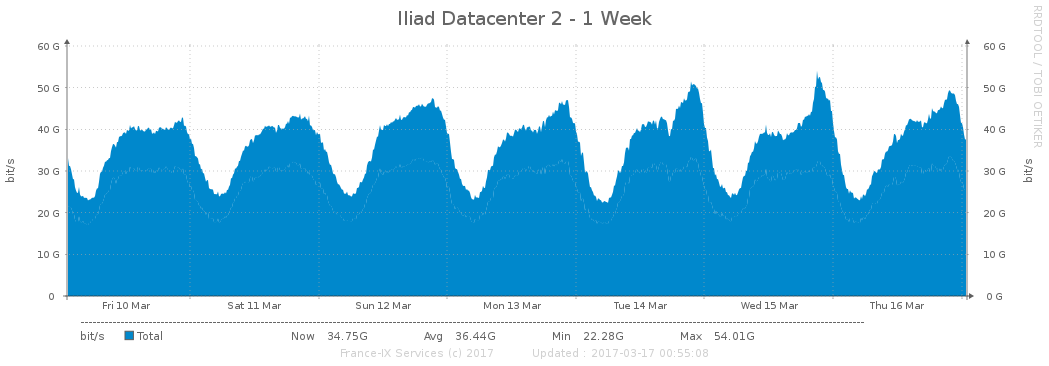 Iliad Datacenter 2 - 1 Week
RRDTOOL / TOBI OETIKER
bit/s
60 G
50 G
40 G
30 G
20 G
10 G
0
60 G
50 G
40 G
30 G
20 G
10 G
0 G
bit/s
Fri 10 Mar Sat 11 Mar Sun 12 Mar Mon 13 Mar Tue 14 Mar Wed 15 Mar Thu 16 Mar
bit/s Total Now 34.75G Avg 36.44G Min 22.28G Max 54.01G
France-IX Services (c) 2017 Updated : 2017-03-17 00:55:08